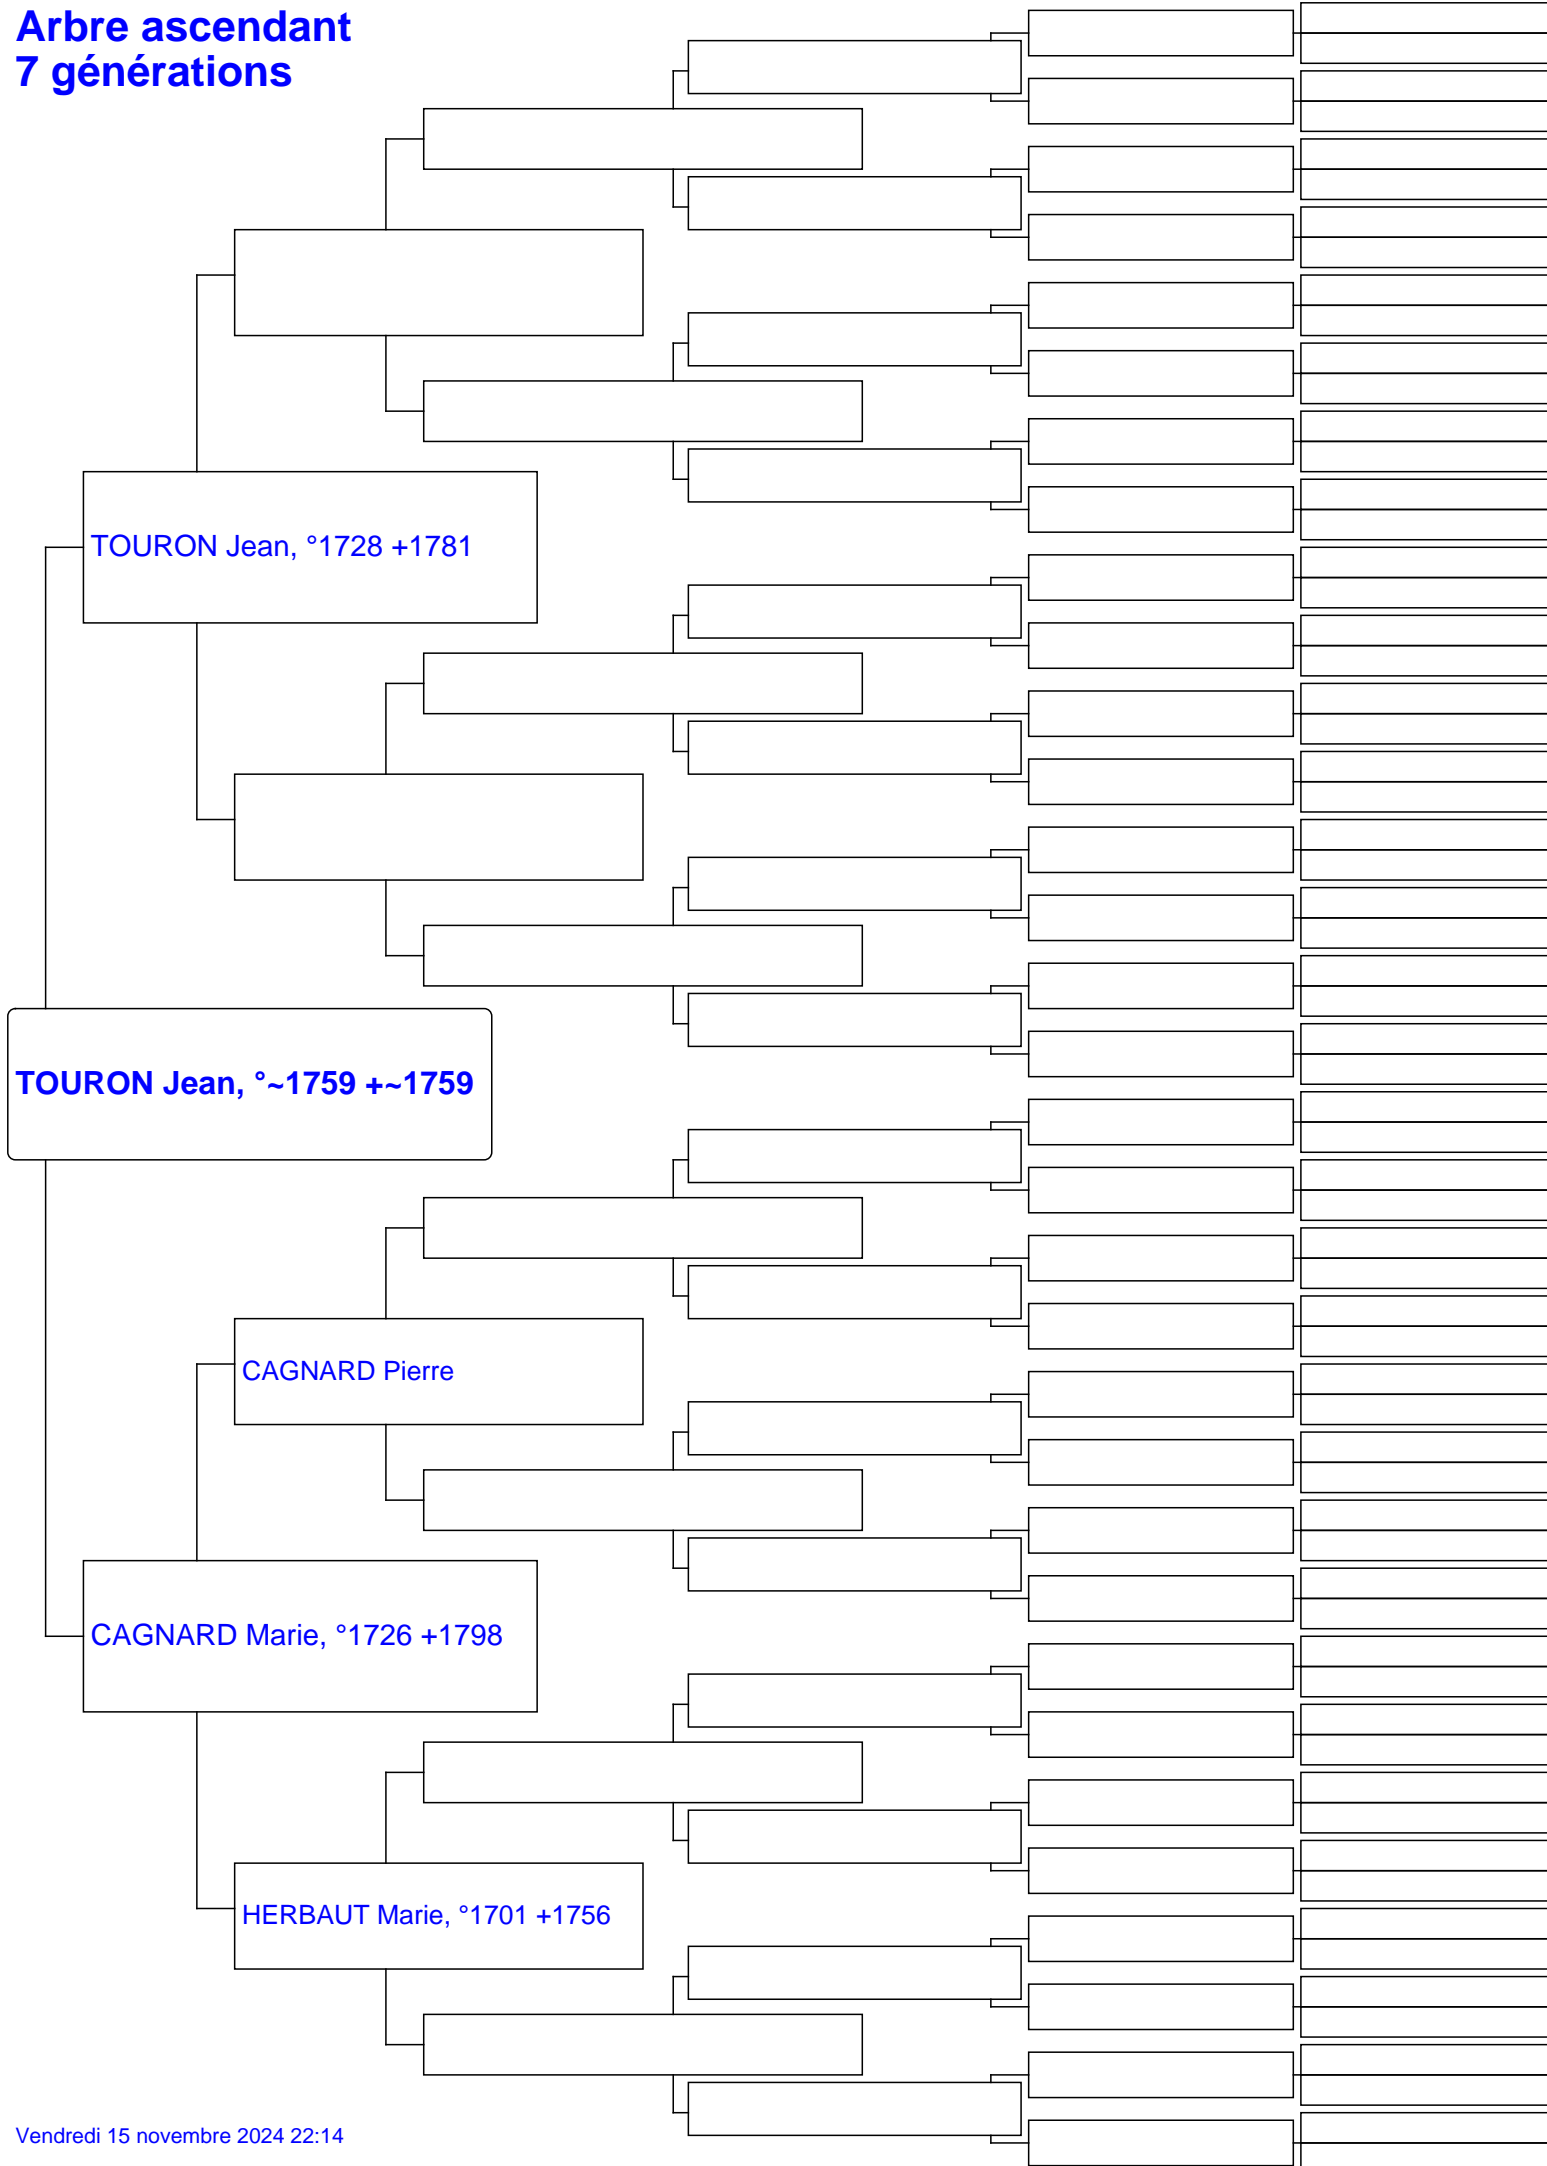 Arbre ascendant
7 générations
TOURON Jean, °1728 +1781
TOURON Jean, °~1759 +~1759
CAGNARD Pierre
CAGNARD Marie, °1726 +1798
HERBAUT Marie, °1701 +1756
Vendredi 15 novembre 2024 22:14